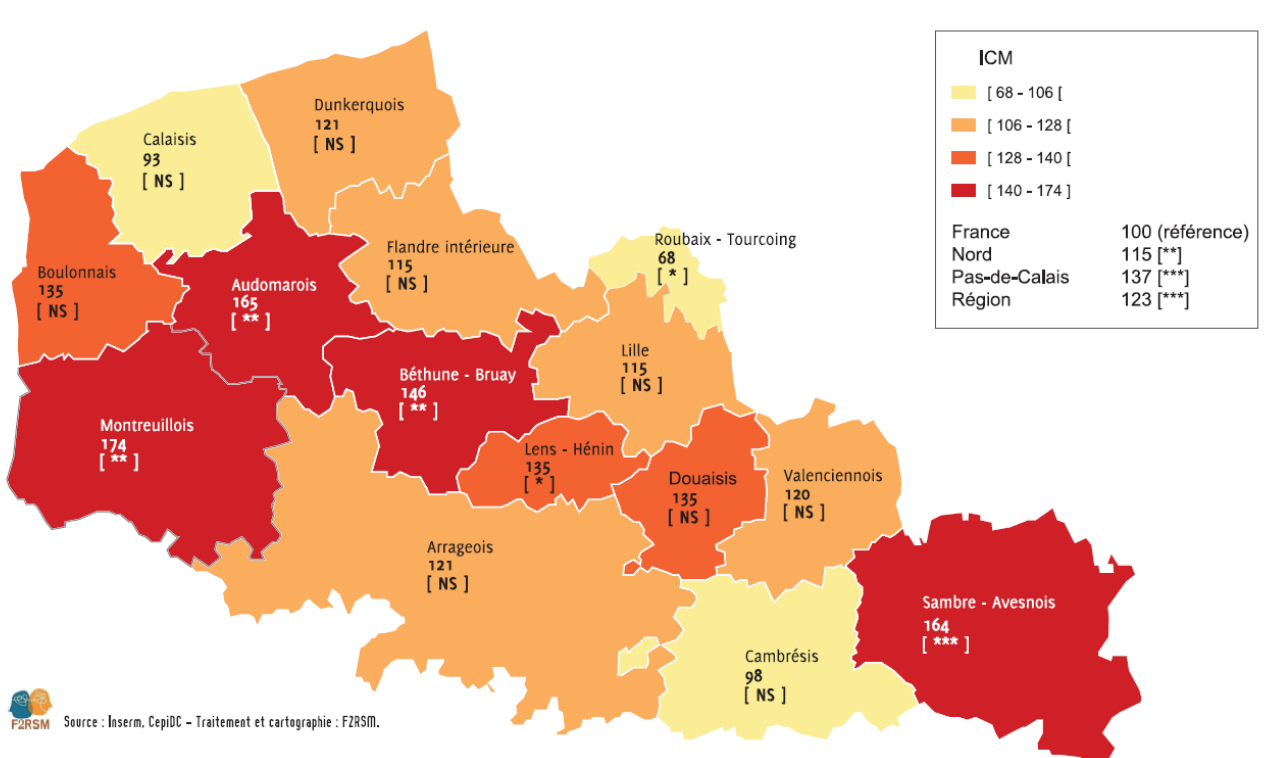 Dunkerquois
121
[ NS ]
Calaisis
93
[ NS ]
Boulonnais
135
[ NS ]
Audomarois
165
[ ** ]
Flandre intérieure
115
[ NS ]
Roubaix - Tourcoing
68
[ * ]
Lille
115
[ NS ]
Béthune - Bruay
146
[ ** ]
Montreuillois
174
[ ** ]
Lens - Hénin
135
[ * ]
Douaisis
135
[ NS ]
Valenciennois
120
[ NS ]
Arrageois
121
[ NS ]
Cambrésis
98
[ NS ]
Sambre - Avesnois
164
[ *** ]
ICM
[ 68 - 106 [
[ 106 - 128 [
[ 128 - 140 [
[ 140 - 174 ]
France 100 (référence)
Nord 115 [**]
Pas-de-Calais 137 [***]
Région 123 [***]
F2RSM
Source : Inserm, CepiDC – Traitement et cartographie : F2RSM.